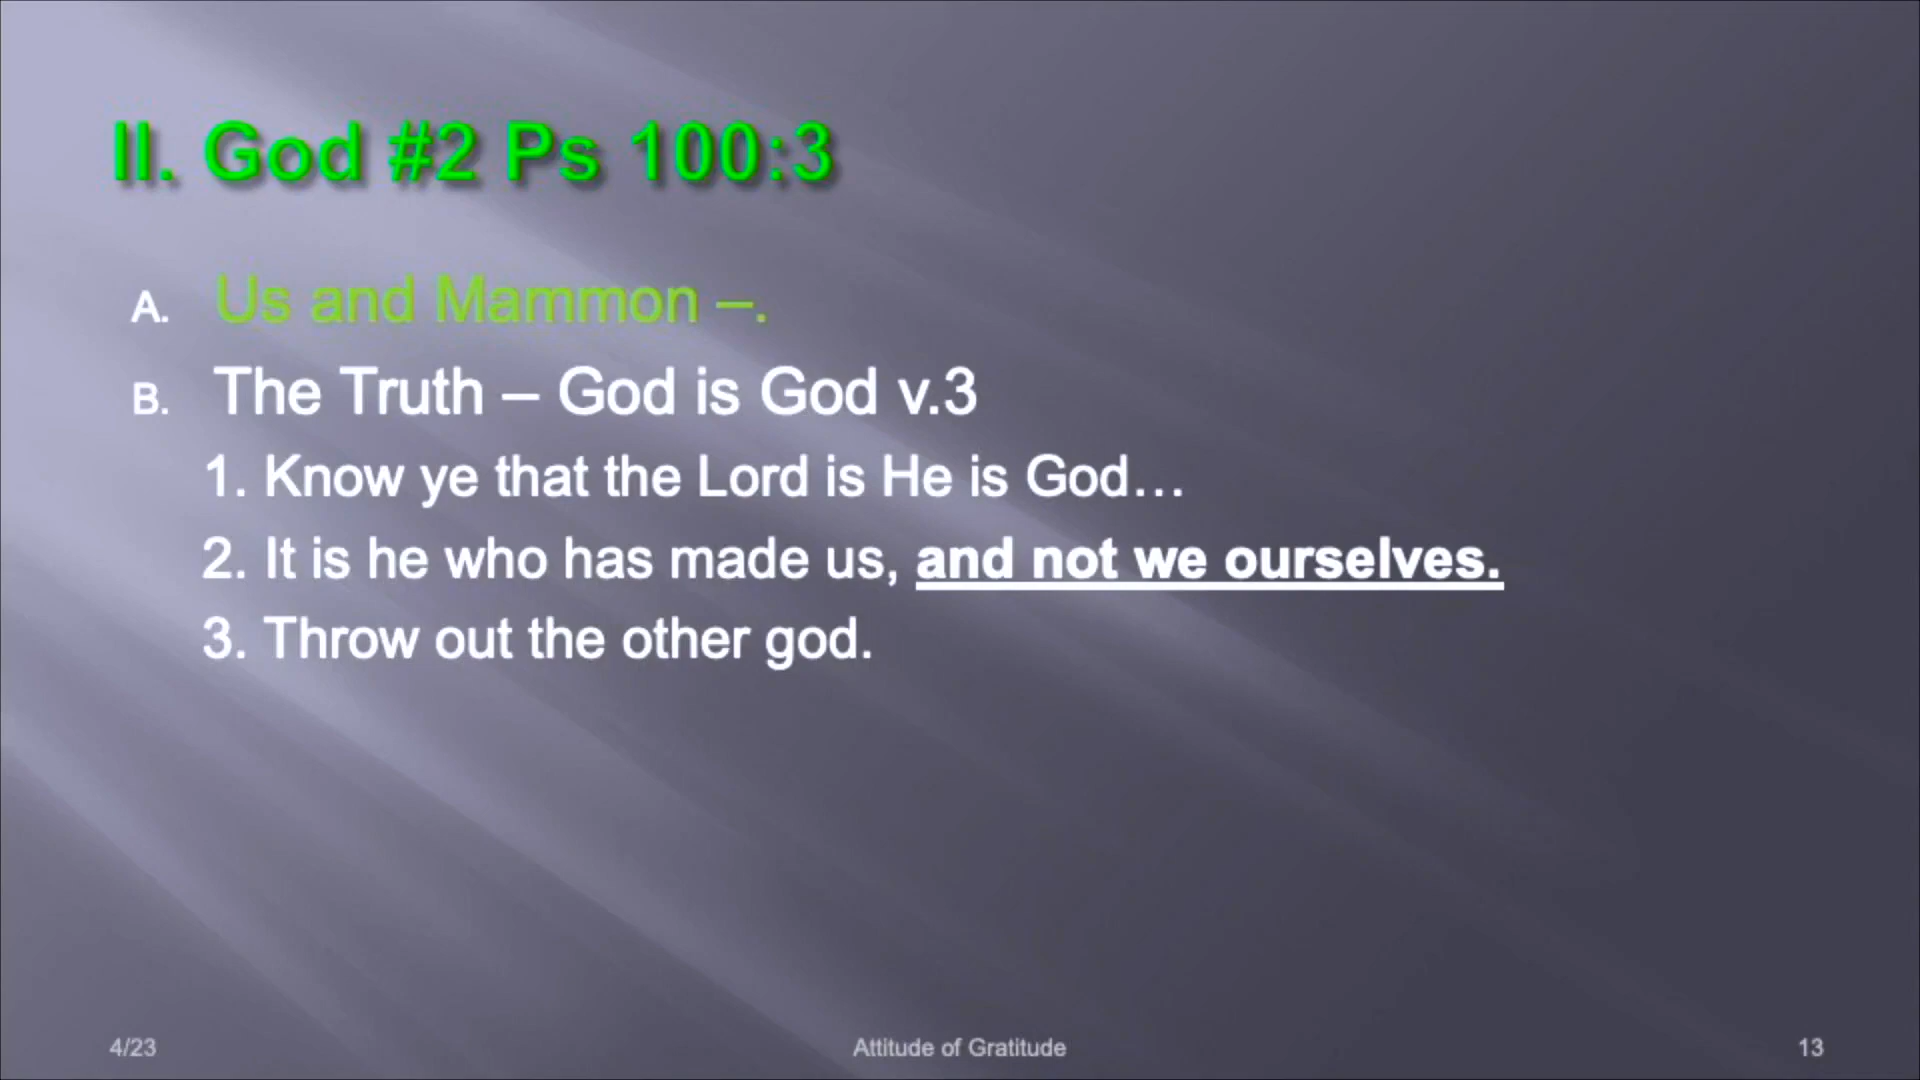 II. God #2 Ps 100:3
A. Us and Mammon –.
B. The Truth – God is God v.3
1. Know ye that the Lord is He is God…
2. It is he who has made us, and not we ourselves.
3. Throw out the other god.
4/23
Attitude of Gratitude
13